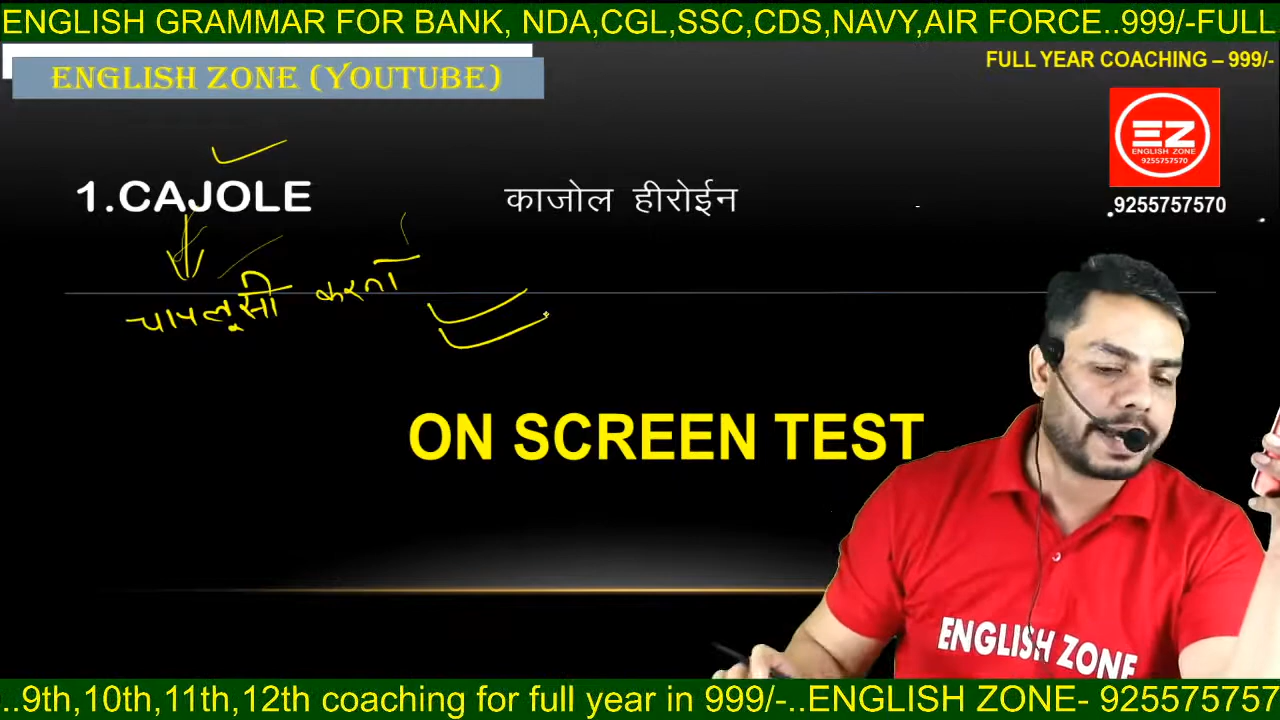 ENGLISH GRAMMAR FOR BANK, NDA,CGL,SSC,CDS,NAVY,AIR FORCE..999/-FULL
ENGLISH ZONE (YOUTUBE)
FULL YEAR COACHING – 999/-
EZ
ENGLISH ZONE
9255757570
1.CAJOLE
काजोल हीरोईन
9255757570
चापलूसी करना
ON SCREEN TEST
ENGLISH ZONE
..9th,10th,11th,12th coaching for full year in 999/-..ENGLISH ZONE- 925575757